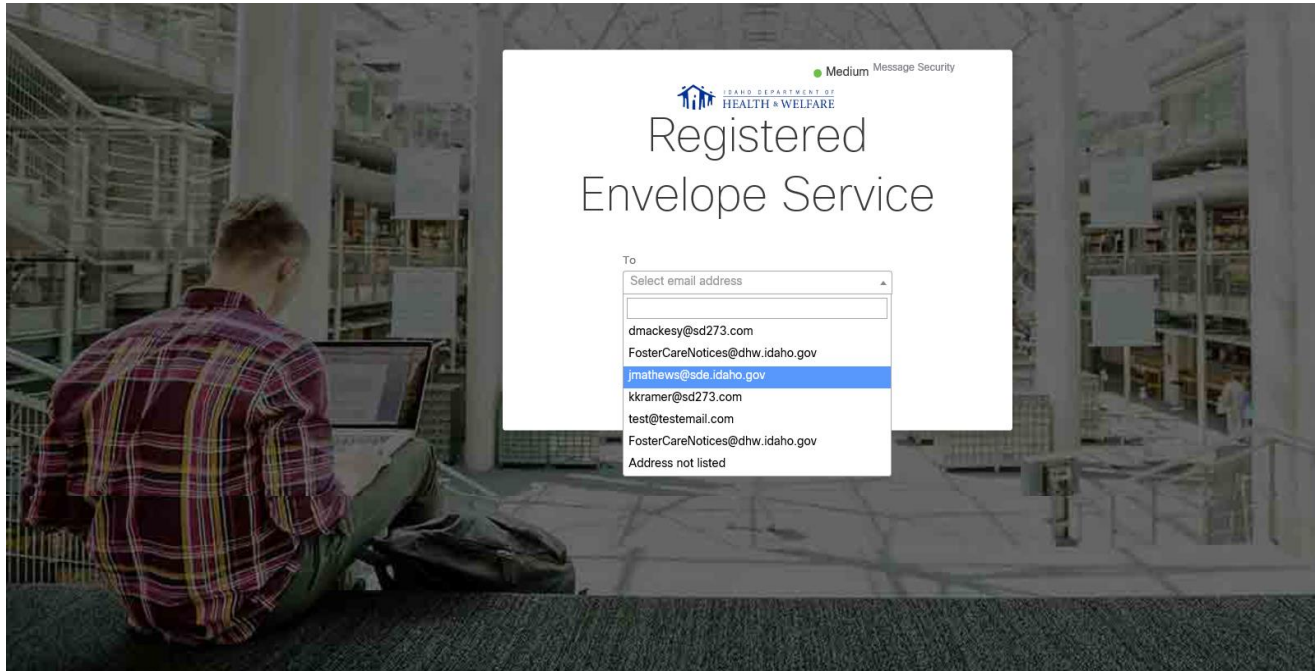 Medium Message Security
IDAHO DEPARTMENT OF
HEALTH & WELFARE
Registered
Envelope Service
To
Select email address
dmackesy@sd273.com
FosterCareNotices@dhw.idaho.gov
jmathews@sde.idaho.gov
kkramer@sd273.com
test@testemail.com
FosterCareNotices@dhw.idaho.gov
Address not listed